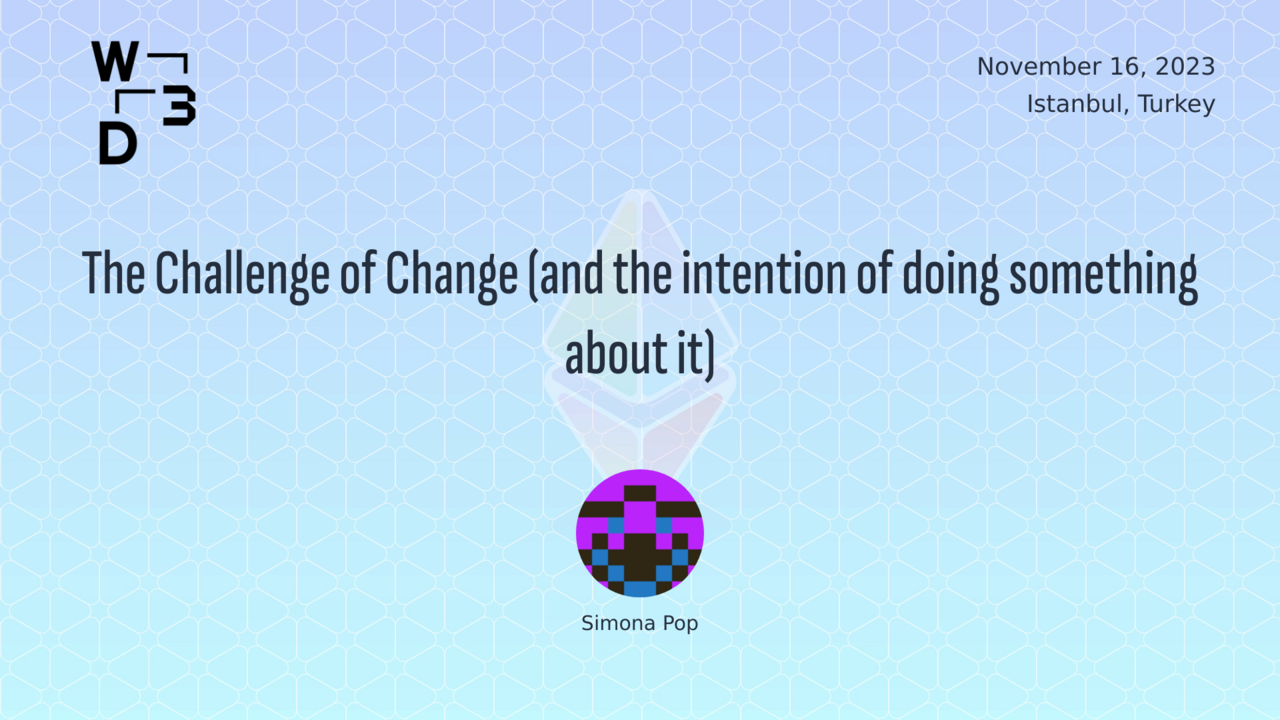 W
3
D
November 16, 2023
Istanbul, Turkey
The Challenge of Change (and the intention of doing something
about it)
Simona Pop